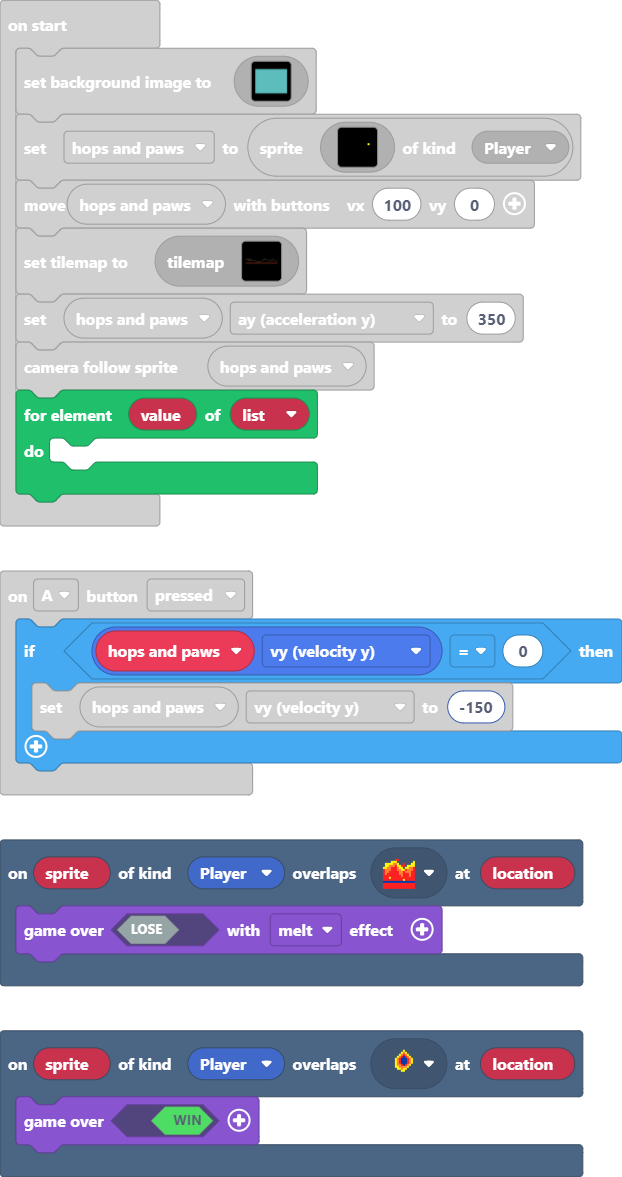 on start
set background image to
set hops and paws to sprite of kind Player
move hops and paws with buttons vx 100 vy 0
set tilemap to tilemap
set hops and paws ay (acceleration y) to 350
camera follow sprite hops and paws
for element value of list
do
on A button pressed
if hops and paws vy (velocity y) = 0 then
set hops and paws vy (velocity y) to -150
on sprite of kind Player overlaps at location
game over LOSE with melt effect
on sprite of kind Player overlaps at location
game over WIN